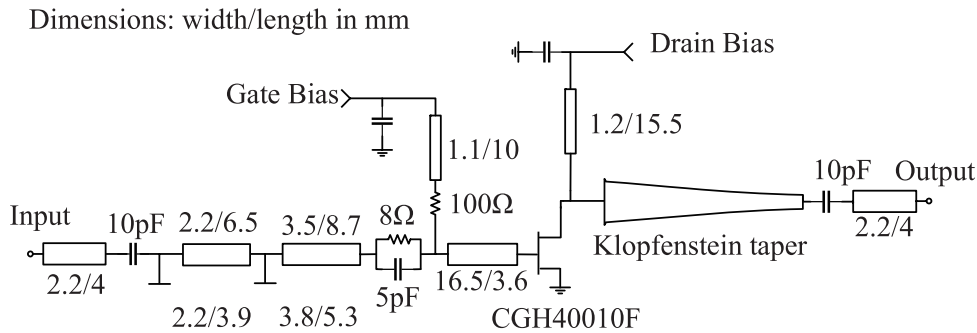 Dimensions: width/length in mm
Drain Bias
Gate Bias
1.2/15.5
1.1/10
10pF
Output
100Ω
Input
10pF
2.2/6.5
3.5/8.7
8Ω
Klopfenstein taper
2.2/4
2.2/4
5pF
16.5/3.6
2.2/3.9
3.8/5.3
CGH40010F